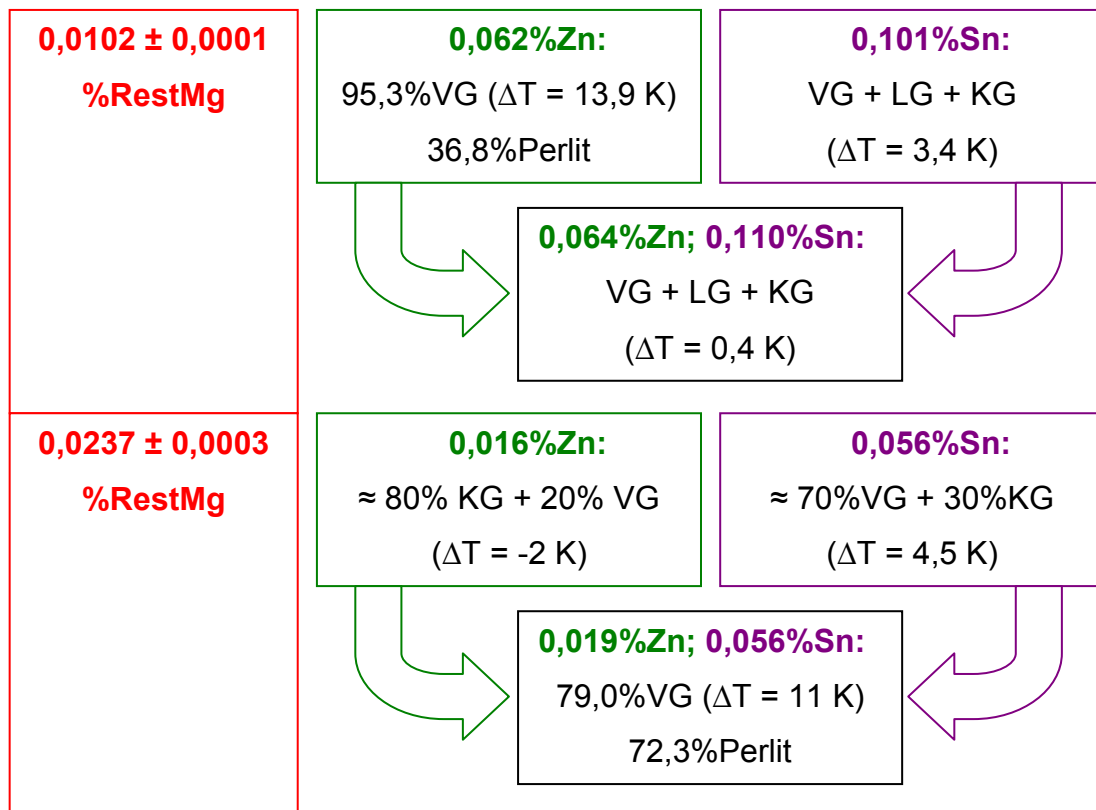 0,0102 ± 0,0001
%RestMg
0,062%Zn:
95,3%VG (ΔT = 13,9 K)
36,8%Perlit
0,101%Sn:
VG + LG + KG
(ΔT = 3,4 K)
0,064%Zn; 0,110%Sn:
VG + LG + KG
(ΔT = 0,4 K)
0,0237 ± 0,0003
%RestMg
0,016%Zn:
≈ 80% KG + 20% VG
(ΔT = -2 K)
0,056%Sn:
≈ 70%VG + 30%KG
(ΔT = 4,5 K)
0,019%Zn; 0,056%Sn:
79,0%VG (ΔT = 11 K)
72,3%Perlit